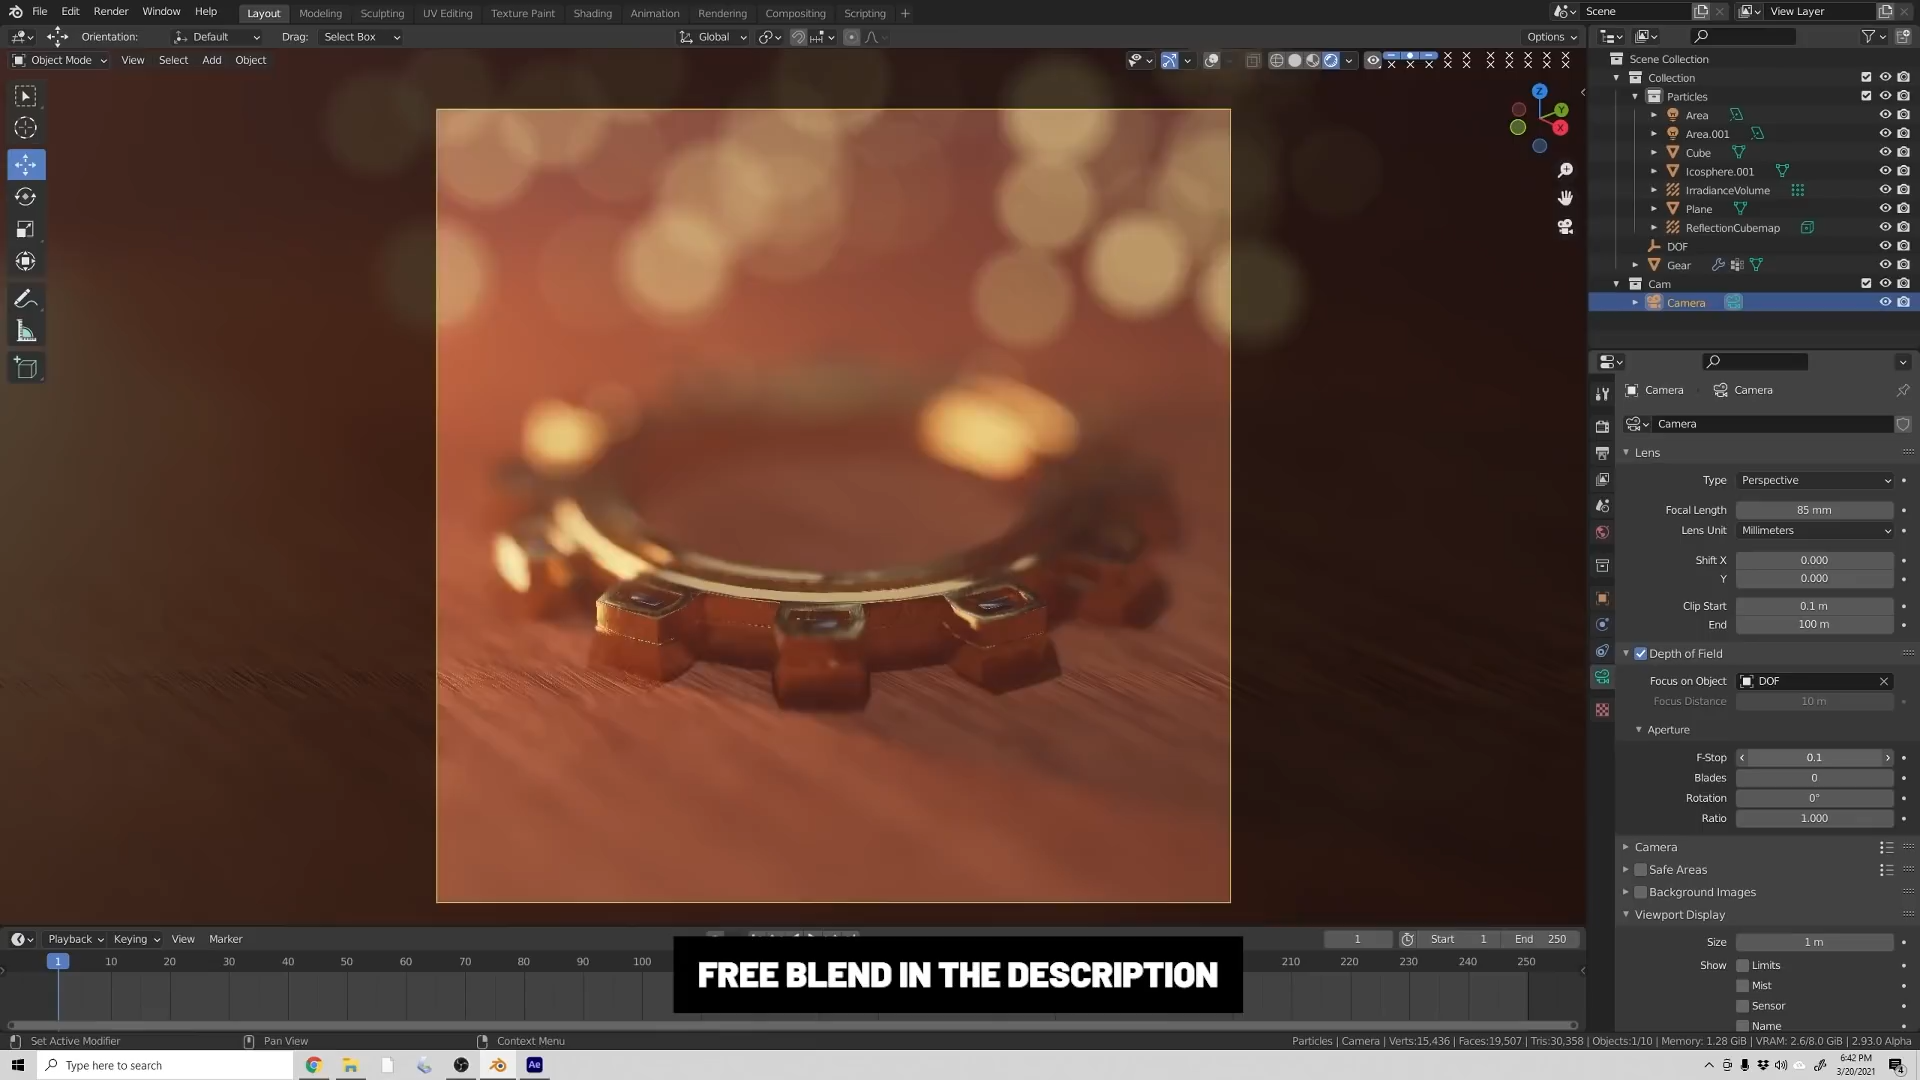 File Edit Render Window Help Layout Modeling Sculpting UV Editing Texture Paint Shading Animation Rendering Compositing Scripting + Scene View Layer
Orientation: Default Drag: Select Box Global Options
Object Mode View Select Add Object
Z
Y
X
Scene Collection
Collection
Particles
Area
Area.001
Cube
Icosphere.001
IrradianceVolume
Plane
ReflectionCubemap
DOF
Gear
Cam
Camera
Camera Camera
Camera
Lens
Type Perspective
Focal Length 85 mm
Lens Unit Millimeters
Shift X 0.000
Y 0.000
Clip Start 0.1 m
End 100 m
Depth of Field
Focus on Object DOF
Focus Distance 10 m
Aperture
F-Stop 0.1
Blades 0
Rotation 0°
Ratio 1.000
Camera
Safe Areas
Background Images
Viewport Display
Size 1 m
Show Limits
Mist
Sensor
Name
Playback Keying View Marker 1 Start 1 End 250
1 10 20 30 40 50 60 70 80 90 100 210 220 230 240 250
FREE BLEND IN THE DESCRIPTION
Set Active Modifier Pan View Context Menu Particles | Camera | Verts:15,436 | Faces:19,507 | Tris:30,358 | Objects:1/10 | Memory: 1.28 GiB | VRAM: 2.6/8.0 GiB | 2.93.0 Alpha
Type here to search Ae 6:42 PM
3/20/2021 4